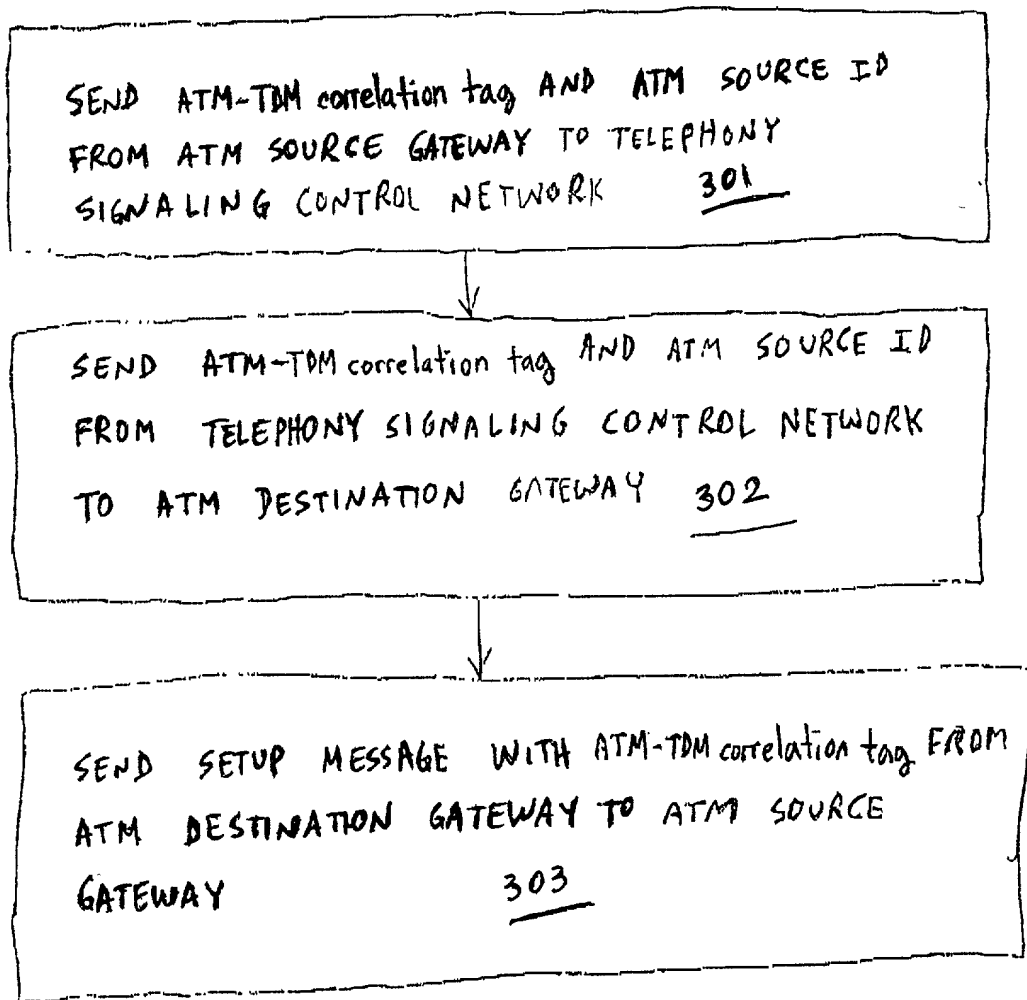 SEND ATM-TDM correlation tag AND ATM SOURCE ID
FROM ATM SOURCE GATEWAY TO TELEPHONY
SIGNALING CONTROL NETWORK 301
SEND ATM-TDM correlation tag AND ATM SOURCE ID
FROM TELEPHONY SIGNALING CONTROL NETWORK
TO ATM DESTINATION GATEWAY 302
SEND SETUP MESSAGE WITH ATM-TDM correlation tag FROM
ATM DESTINATION GATEWAY TO ATM SOURCE
GATEWAY 303